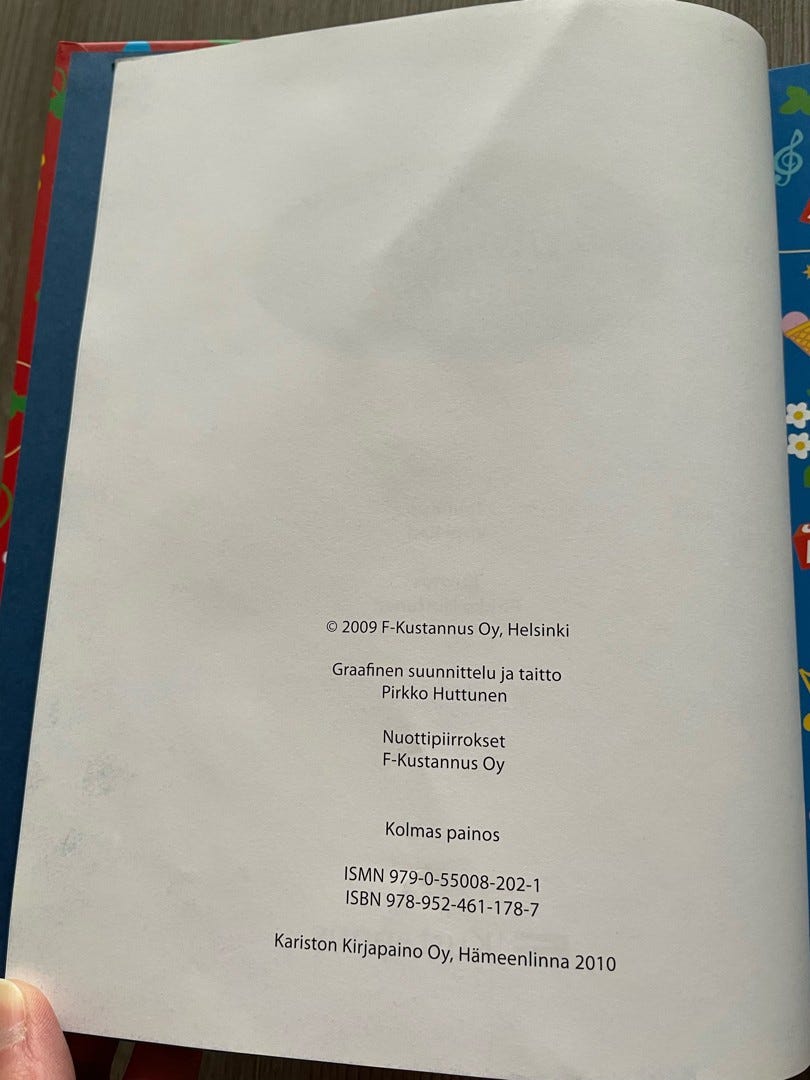 © 2009 F-Kustannus Oy, Helsinki
Graafinen suunnittelu ja taitto
Pirkko Huttunen
Nuottipiirrokset
F-Kustannus Oy
Kolmas painos
ISMN 979-0-55008-202-1
ISBN 978-952-461-178-7
Kariston Kirjapaino Oy, Hämeenlinna 2010